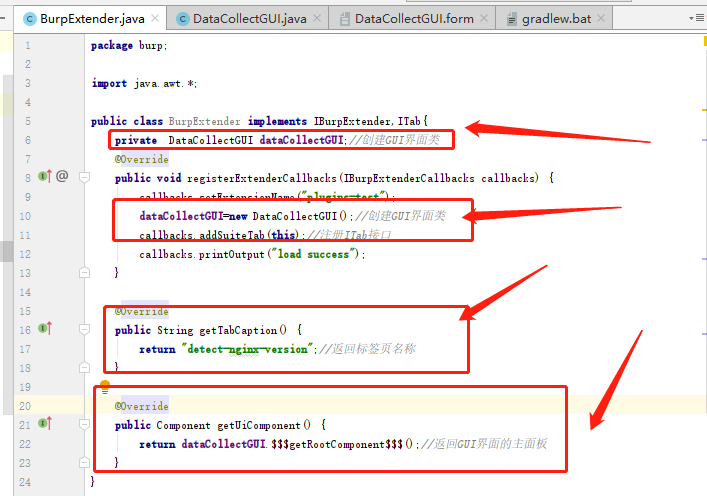 BurpExtender.java × DataCollectGUI.java × DataCollectGUI.form × gradlew.bat ×
1 package burp;
2
3 import java.awt.*;
4
5 public class BurpExtender implements IBurpExtender,ITab{
6 private DataCollectGUI dataCollectGUI;//创建GUI界面类
7 @Override
8 @ public void registerExtenderCallbacks(IBurpExtenderCallbacks callbacks) {
9 callbacks.setExtensionName("plugins-test");
10 dataCollectGUI=new DataCollectGUI();//创建GUI界面类
11 callbacks.addSuiteTab(this);//注册ITab接口
12 callbacks.printOutput("load success");
13 }
14
15 @Override
16 public String getTabCaption() {
17 return "detect-nginx-version";//返回标签页名称
18 }
19
20 @Override
21 public Component getUiComponent() {
22 return dataCollectGUI.$$$getRootComponent$$$();//返回GUI界面的主面板
23 }
24 }